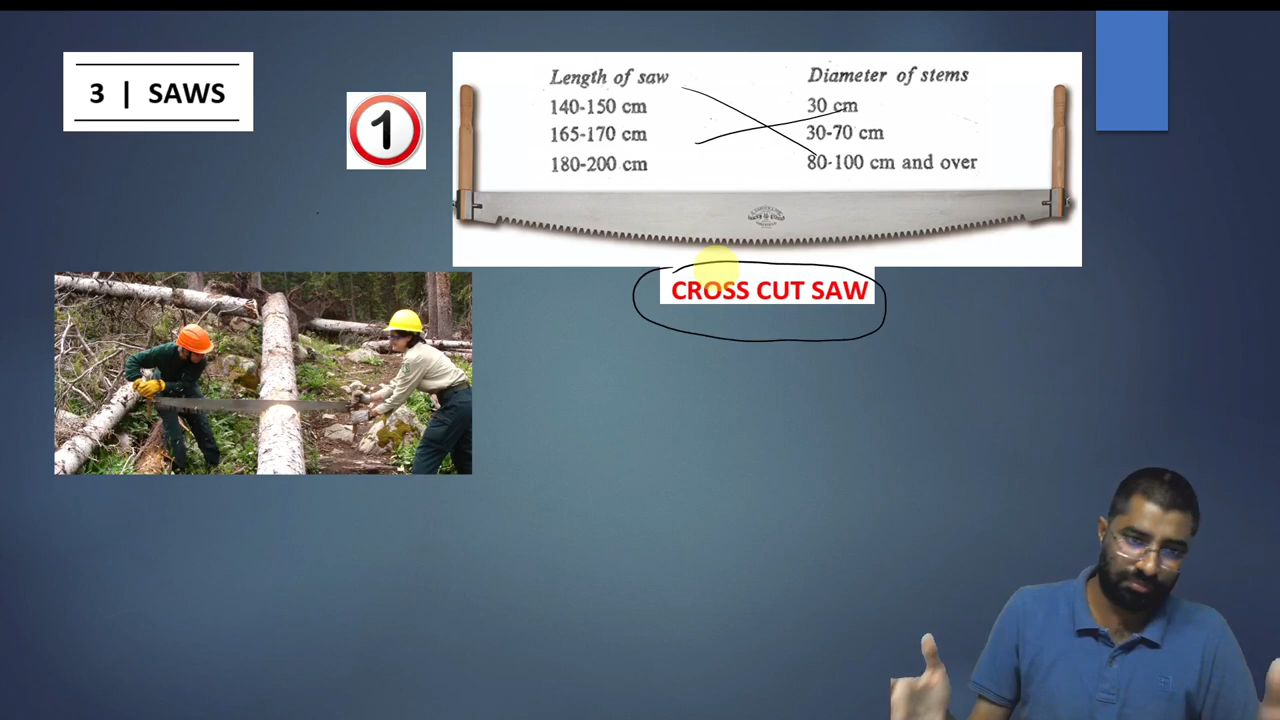 3 | SAWS
1
Length of saw Diameter of stems
140-150 cm 30 cm
165-170 cm 30-70 cm
180-200 cm 80-100 cm and over
CROSS CUT SAW